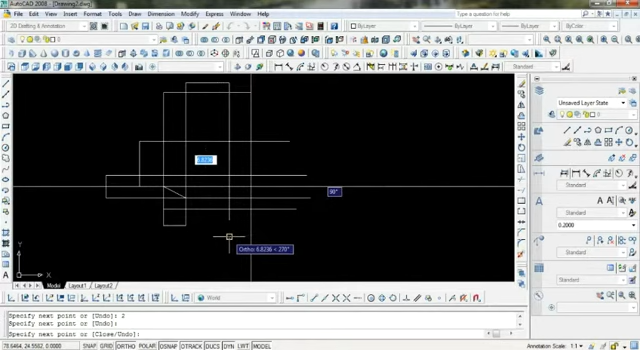 AutoCAD 2008 - [Drawing2.dwg]
File Edit View Insert Format Tools Draw Dimension Modify Express Window Help
Type a question for help
2D Drafting & Annotation
ByLayer
ByLayer
ByLayer
ByColor
Unsaved Layer State
6.8236
90°
Ortho: 6.8236 < 270°
Standard
Standard
0.2000
Standard
Y
X
Model Layout1 Layout2
World
Specify next point or [Undo]: 2
Specify next point or [Undo]:
Specify next point or [Close/Undo]:
78.6464, 24.5582, 0.0000
SNAP GRID ORTHO POLAR OSNAP OTRACK DUCS DYN LWT MODEL
Annotation Scale: 1:1